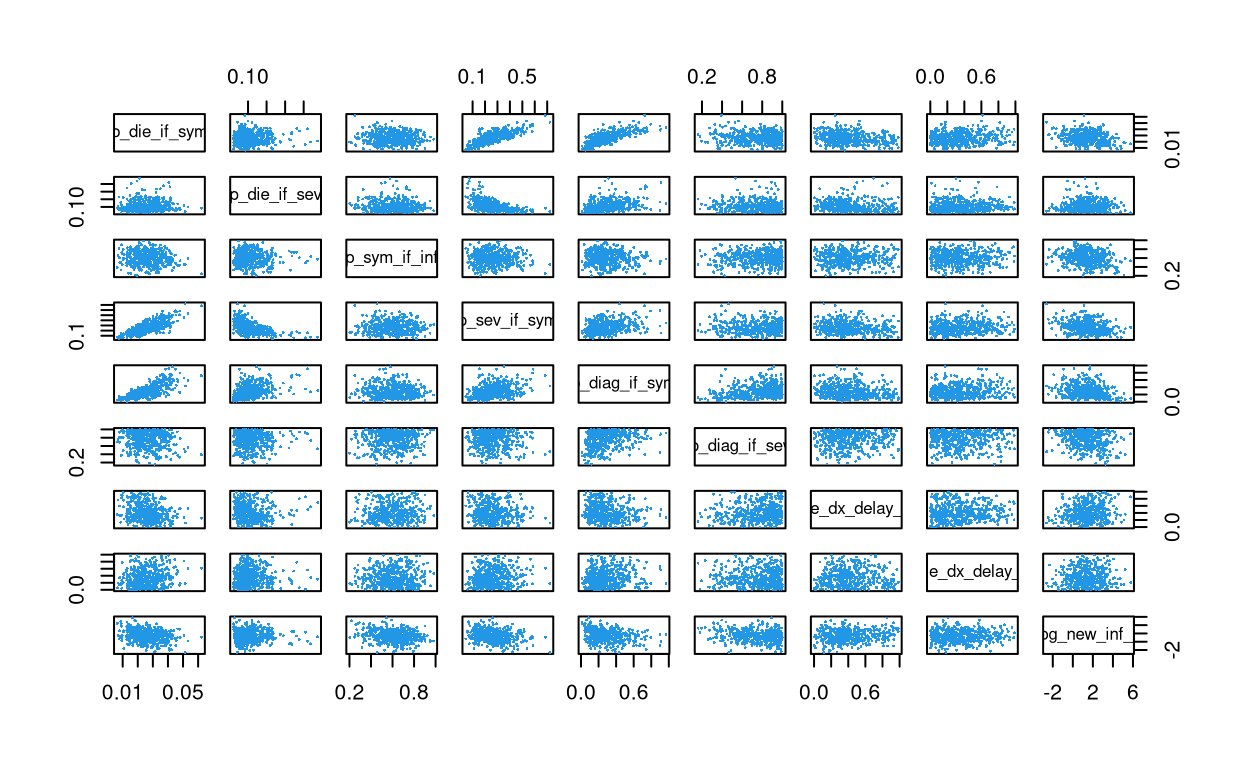 0.10 0.1 0.5 0.2 0.8 0.0 0.6
p_die_if_sym 0.01
0.10 p_die_if_sev
p_sym_if_inf 0.2
0.1 p_sev_if_sym
_diag_if_sym 0.0
0.2 p_diag_if_sev
e_dx_delay_ 0.0
0.0 e_dx_delay_
og_new_inf_ -2
0.01 0.05 0.2 0.8 0.0 0.6 0.0 0.6 -2 2 6